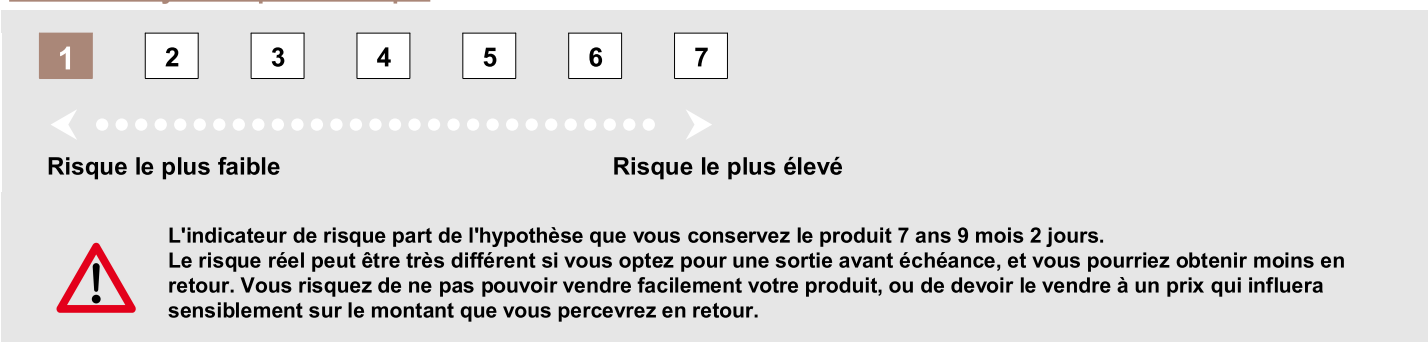 1 2 3 4 5 6 7
Risque le plus faible Risque le plus élevé
L'indicateur de risque part de l'hypothèse que vous conservez le produit 7 ans 9 mois 2 jours.
Le risque réel peut être très différent si vous optez pour une sortie avant échéance, et vous pourriez obtenir moins en
retour. Vous risquez de ne pas pouvoir vendre facilement votre produit, ou de devoir le vendre à un prix qui influera
sensiblement sur le montant que vous percevrez en retour.